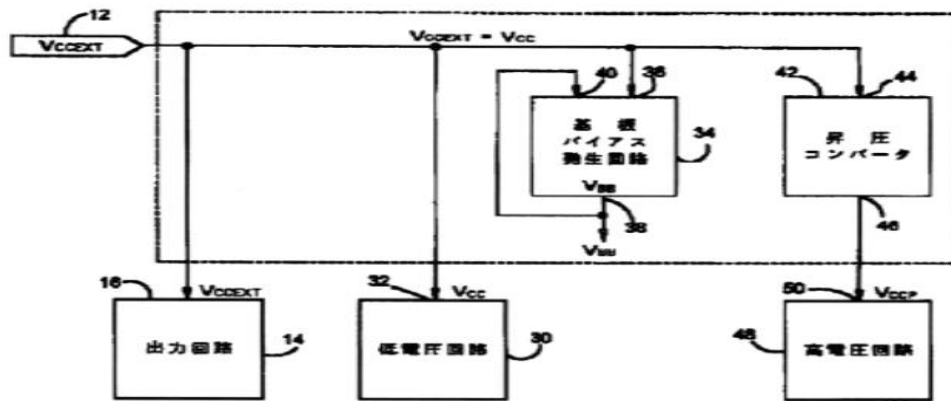 12
VCCEXT
VCCEXT = VCC
40
36
42
44
基板
バイアス
発生回路
VBB
34
昇圧
コンバータ
38
VBB
46
16
VCCEXT
32
VCC
50
VCCP
出力回路
14
低電圧回路
30
48
高電圧回路